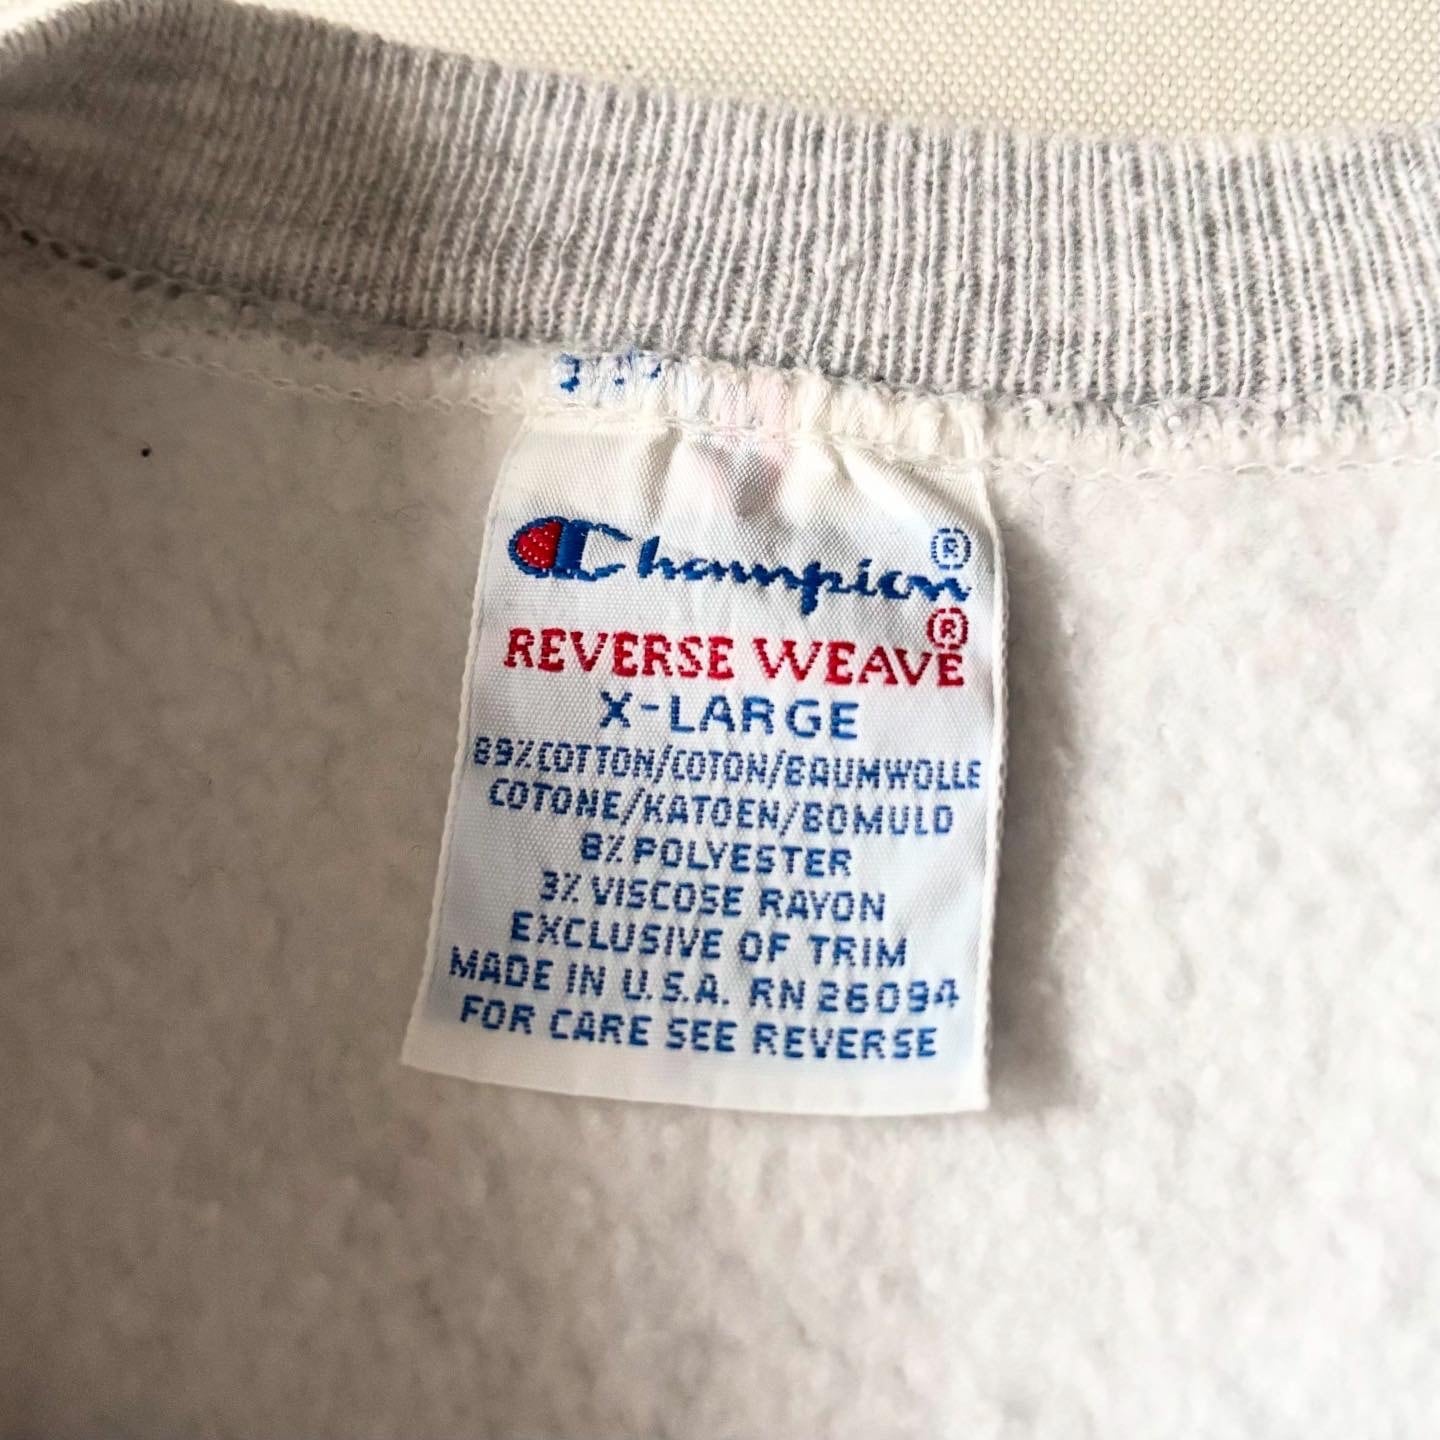 Champion®
REVERSE WEAVE®
X-LARGE
89% COTTON/COTON/BAUMWOLLE
COTONE/KATOEN/BOMULD
8% POLYESTER
3% VISCOSE RAYON
EXCLUSIVE OF TRIM
MADE IN U.S.A. RN 26094
FOR CARE SEE REVERSE